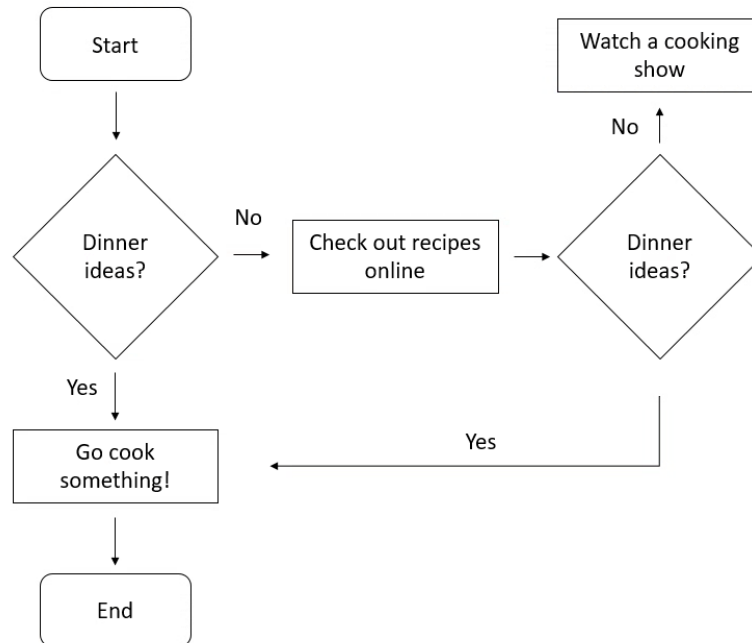 Start
Watch a cooking
show
No
Dinner
ideas?
No
Check out recipes
online
Dinner
ideas?
Yes
Go cook
something!
Yes
End